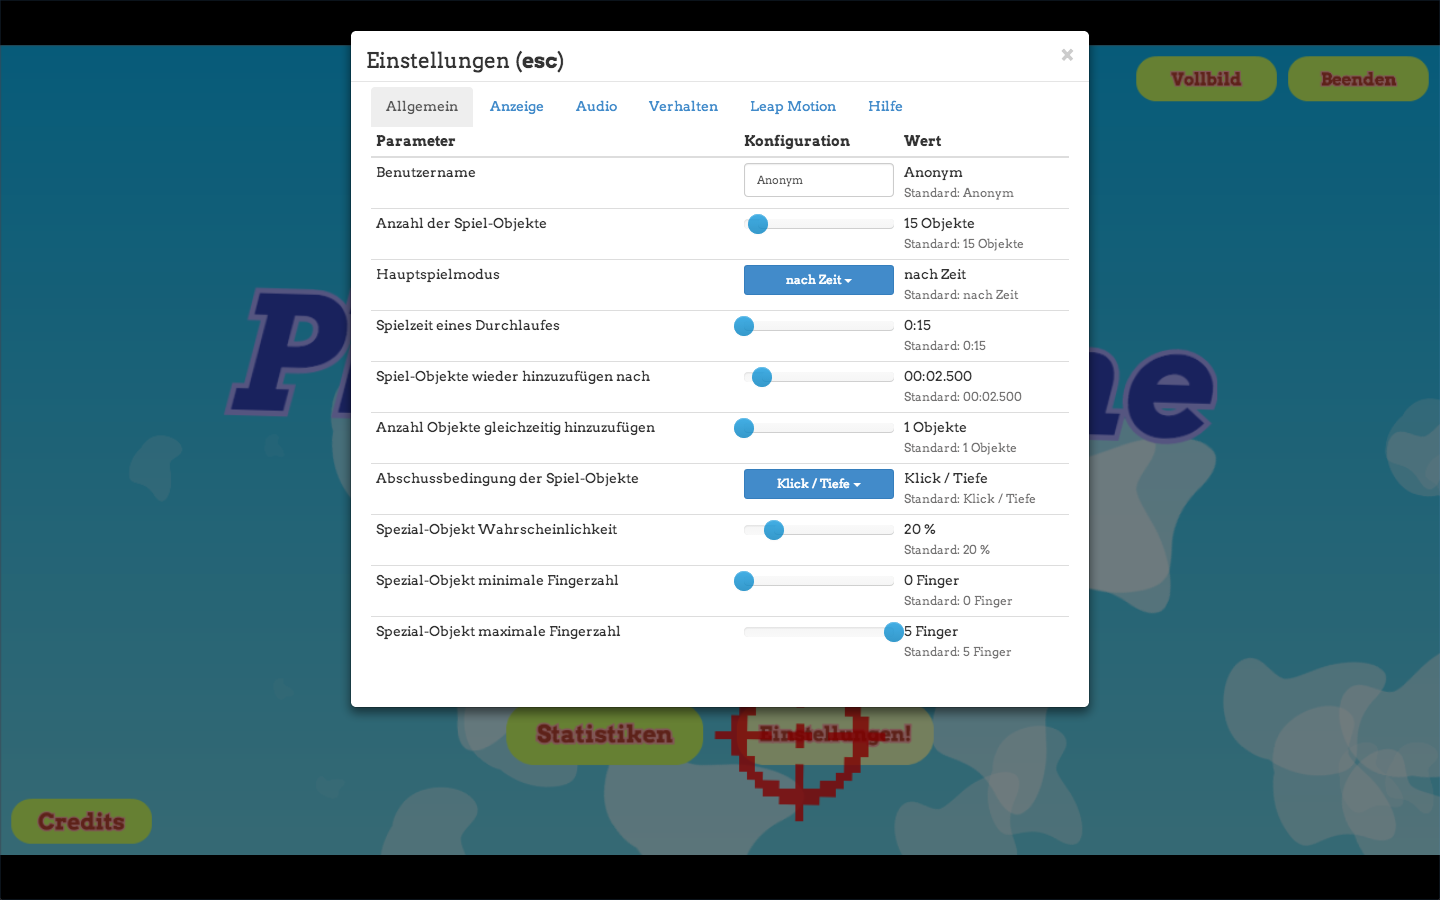 Einstellungen (esc)
×
Vollbild
Beenden
Allgemein
Anzeige
Audio
Verhalten
Leap Motion
Hilfe
Parameter
Konfiguration
Wert
Benutzername
Anonym
Anonym
Standard: Anonym
Anzahl der Spiel-Objekte
15 Objekte
Standard: 15 Objekte
Hauptspielmodus
nach Zeit
nach Zeit
Standard: nach Zeit
Spielzeit eines Durchlaufes
0:15
Standard: 0:15
Spiel-Objekte wieder hinzuzufügen nach
00:02.500
Standard: 00:02.500
Anzahl Objekte gleichzeitig hinzuzufügen
1 Objekte
Standard: 1 Objekte
Abschussbedingung der Spiel-Objekte
Klick / Tiefe
Klick / Tiefe
Standard: Klick / Tiefe
Spezial-Objekt Wahrscheinlichkeit
20 %
Standard: 20 %
Spezial-Objekt minimale Fingerzahl
0 Finger
Standard: 0 Finger
Spezial-Objekt maximale Fingerzahl
5 Finger
Standard: 5 Finger
Statistiken
Einstellungen!
Credits